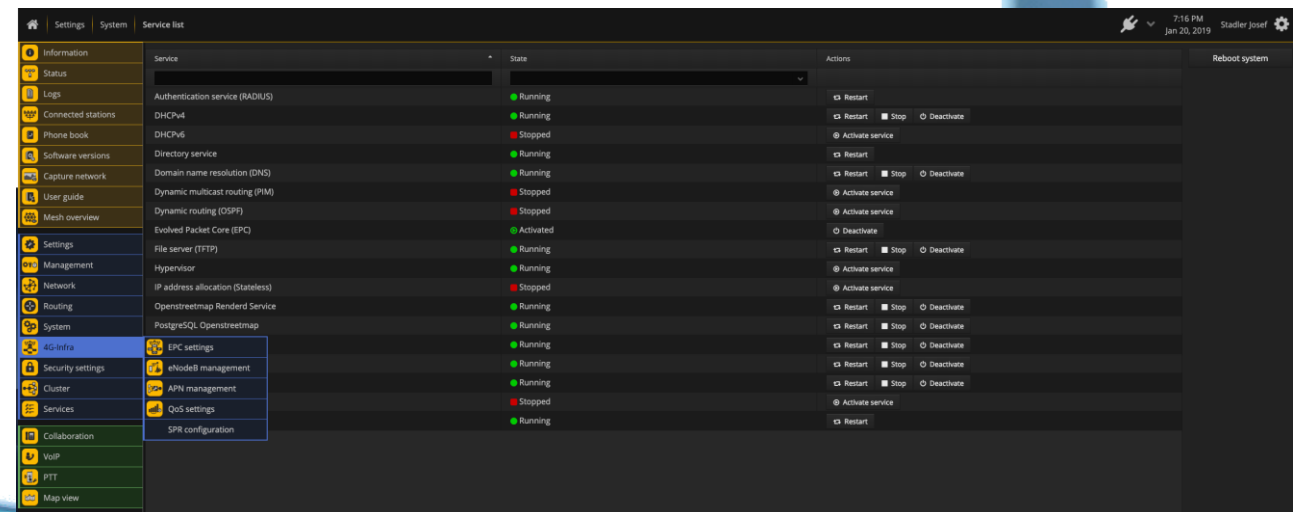 Settings System Service list
7:16 PM
Jan 20, 2019
Stadler Josef
Information
Status
Logs
Connected stations
Phone book
Software versions
Capture network
User guide
Mesh overview
Settings
Management
Network
Routing
System
4G-Infra
Security settings
Cluster
Services
Collaboration
VoIP
PTT
Map view
EPC settings
eNodeB management
APN management
QoS settings
SPR configuration
Service State Actions
Authentication service (RADIUS) Running Restart
DHCPv4 Running Restart Stop Deactivate
DHCPv6 Stopped Activate service
Directory service Running Restart
Domain name resolution (DNS) Running Restart Stop Deactivate
Dynamic multicast routing (PIM) Stopped Activate service
Dynamic routing (OSPF) Stopped Activate service
Evolved Packet Core (EPC) Activated Deactivate
File server (TFTP) Running Restart Stop Deactivate
Hypervisor Running Activate service
IP address allocation (Stateless) Stopped Activate service
Openstreetmap Renderd Service Running Restart Stop Deactivate
PostgreSQL Openstreetmap Running Restart Stop Deactivate
Running Restart Stop Deactivate
Running Restart Stop Deactivate
Running Restart Stop Deactivate
Stopped Activate service
Running Restart
Reboot system